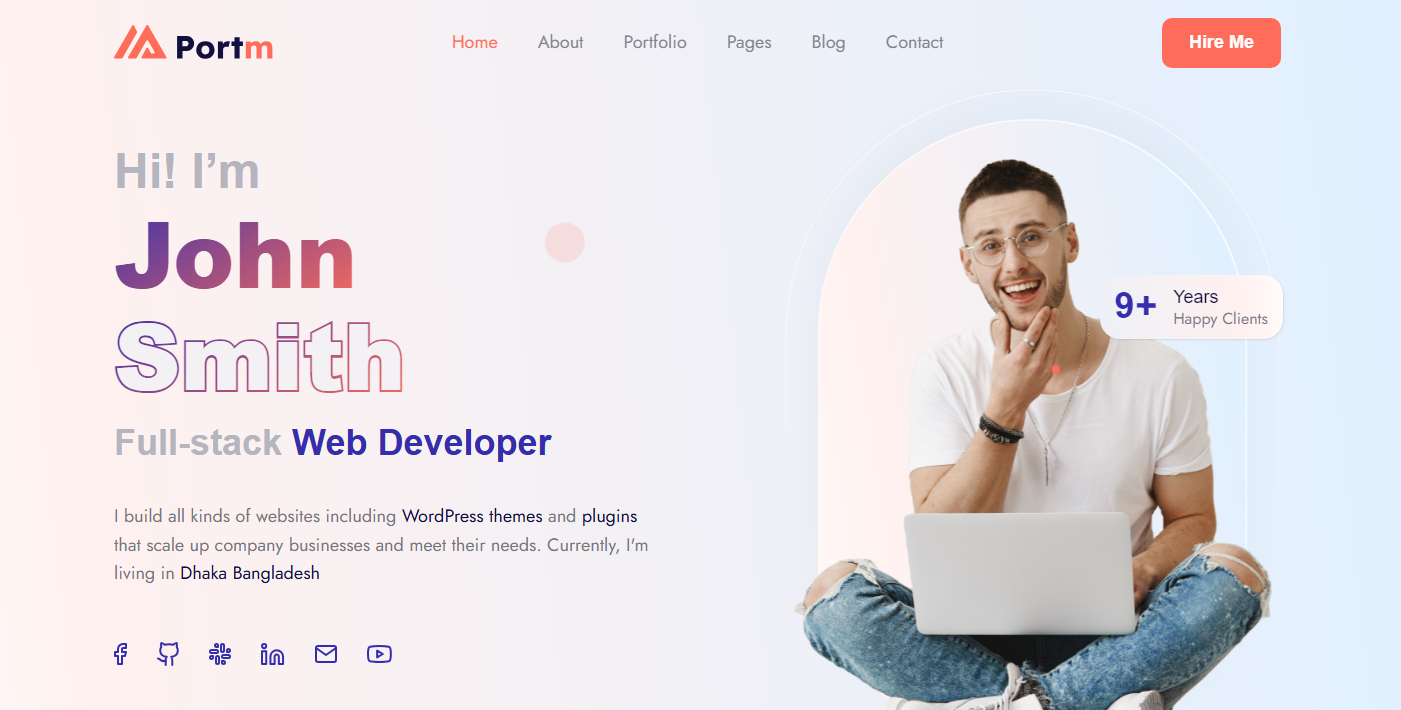 Portm
Home About Portfolio Pages Blog Contact
Hire Me
Hi! I’m
John
Smith
Full-stack Web Developer
I build all kinds of websites including WordPress themes and plugins
that scale up company businesses and meet their needs. Currently, I'm
living in Dhaka Bangladesh
9+
Years
Happy Clients